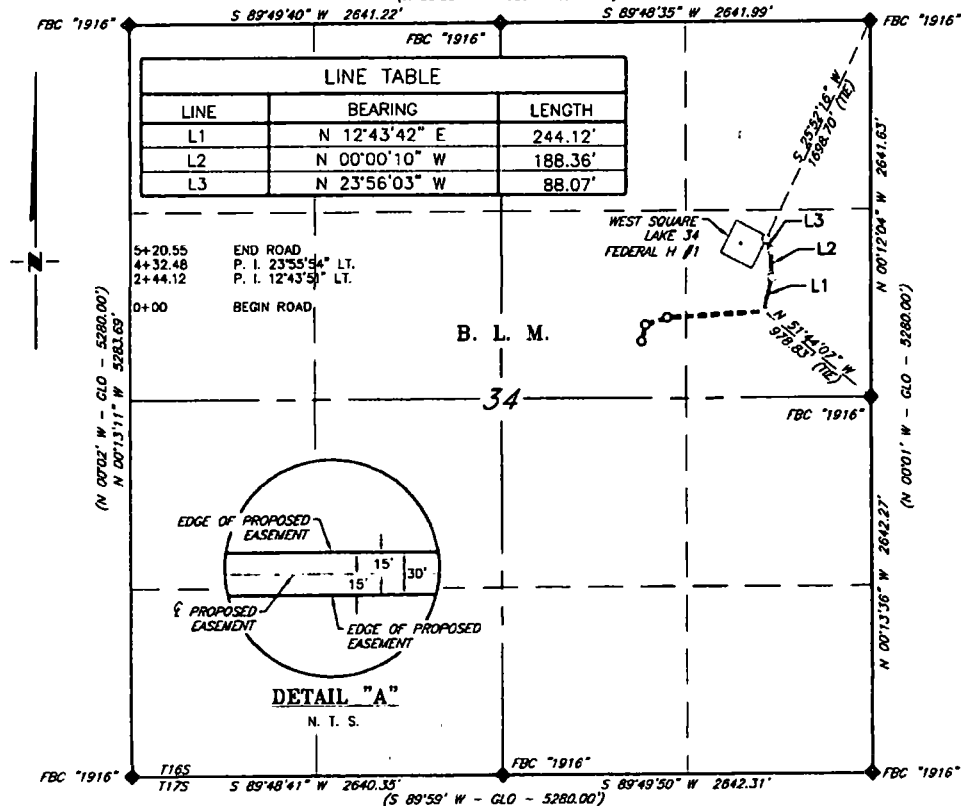 S 89°49'40" W 2641.22'
S 89°48'35" W 2641.99'
FBC "1916"
FBC "1916"
FBC "1916"
LINE TABLE
LINE BEARING LENGTH
L1 N 12°43'42" E 244.12'
L2 N 00°00'10" W 188.36'
L3 N 23°56'03" W 88.07'
S 25°52'16" W
1698.70' (TIE)
N 00°12'04" W 2641.63'
N
WEST SQUARE
LAKE 34
FEDERAL H #1
L3
L2
L1
5+20.55 END ROAD
4+32.48 P. I. 23°55'54" LT.
2+44.12 P. I. 12°43'51" LT.
0+00 BEGIN ROAD
B. L. M.
N 51°44'07" W
978.83' (TIE)
34
FBC "1916"
(N 00°02' W - GLO - 5280.00')
N 00°13'11" W 5283.69'
(N 00°01' W - GLO - 5280.00')
N 00°13'36" W 2642.27'
EDGE OF PROPOSED
EASEMENT
15'
15'
30'
℄ PROPOSED
EASEMENT
EDGE OF PROPOSED
EASEMENT
DETAIL "A"
N. T. S.
FBC "1916"
T16S
T17S
S 89°48'41" W 2640.35'
FBC "1916"
S 89°49'50" W 2642.31'
FBC "1916"
(S 89°59' W - GLO - 5280.00')